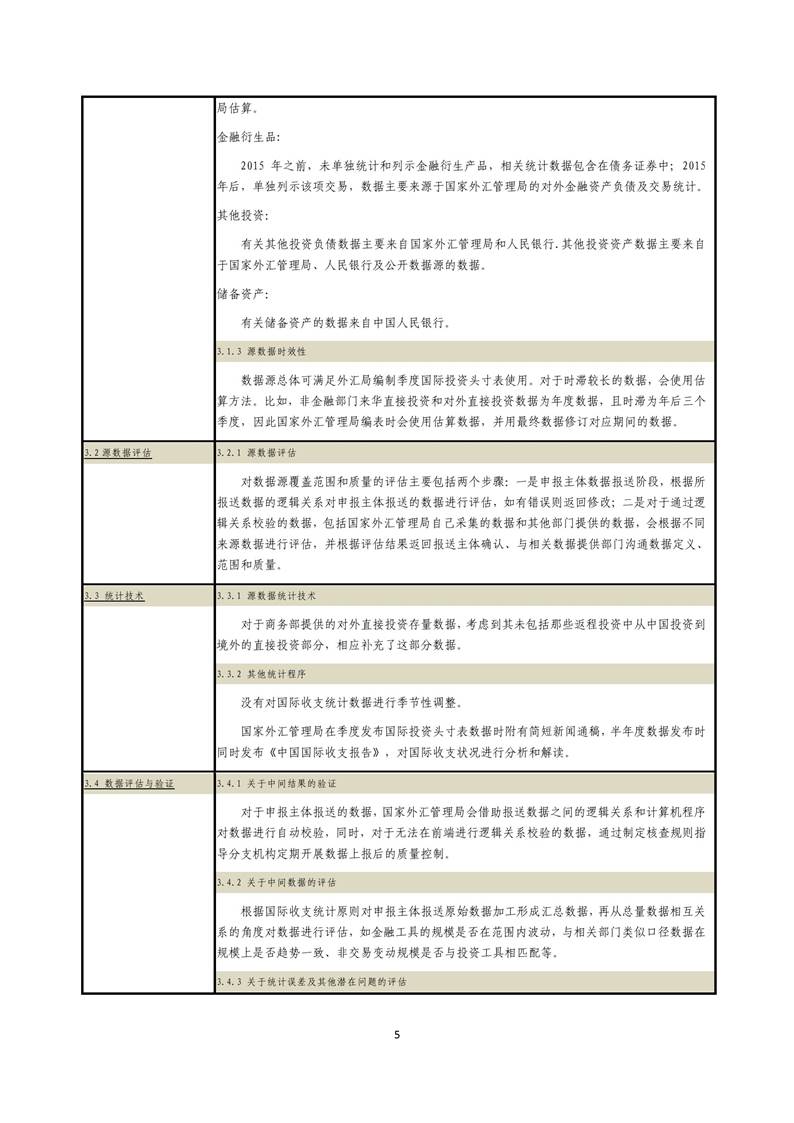 局估算。
金融衍生品:
2015 年之前，未单独统计和列示金融衍生产品，相关统计数据包含在债务证券中；2015
年后，单独列示该项交易，数据主要来源于国家外汇管理局的对外金融资产负债及交易统计。
其他投资:
有关其他投资负债数据主要来自国家外汇管理局和人民银行.其他投资资产数据主要来自
于国家外汇管理局、人民银行及公开数据源的数据。
储备资产:
有关储备资产的数据来自中国人民银行。
3.1.3 源数据时效性
数据源总体可满足外汇局编制季度国际投资头寸表使用。对于时滞较长的数据，会使用估
算方法。比如，非金融部门来华直接投资和对外直接投资数据为年度数据，且时滞为年后三个
季度，因此国家外汇管理局编表时会使用估算数据，并用最终数据修订对应期间的数据。
3.2 源数据评估
3.2.1 源数据评估
对数据源覆盖范围和质量的评估主要包括两个步骤：一是申报主体数据报送阶段，根据所
报送数据的逻辑关系对申报主体报送的数据进行评估，如有错误则返回修改；二是对于通过逻
辑关系校验的数据，包括国家外汇管理局自己采集的数据和其他部门提供的数据，会根据不同
来源数据进行评估，并根据评估结果返回报送主体确认、与相关数据提供部门沟通数据定义、
范围和质量。
3.3 统计技术
3.3.1 源数据统计技术
对于商务部提供的对外直接投资存量数据，考虑到其未包括那些返程投资中从中国投资到
境外的直接投资部分，相应补充了这部分数据。
3.3.2 其他统计程序
没有对国际收支统计数据进行季节性调整。
国家外汇管理局在季度发布国际投资头寸表数据时附有简短新闻通稿，半年度数据发布时
同时发布《中国国际收支报告》，对国际收支状况进行分析和解读。
3.4 数据评估与验证
3.4.1 关于中间结果的验证
对于申报主体报送的数据，国家外汇管理局会借助报送数据之间的逻辑关系和计算机程序
对数据进行自动校验，同时，对于无法在前端进行逻辑关系校验的数据，通过制定核查规则指
导分支机构定期开展数据上报后的质量控制。
3.4.2 关于中间数据的评估
根据国际收支统计原则对申报主体报送原始数据加工形成汇总数据，再从总量数据相互关
系的角度对数据进行评估，如金融工具的规模是否在范围内波动，与相关部门类似口径数据在
规模上是否趋势一致、非交易变动规模是否与投资工具相匹配等。
3.4.3 关于统计误差及其他潜在问题的评估
5